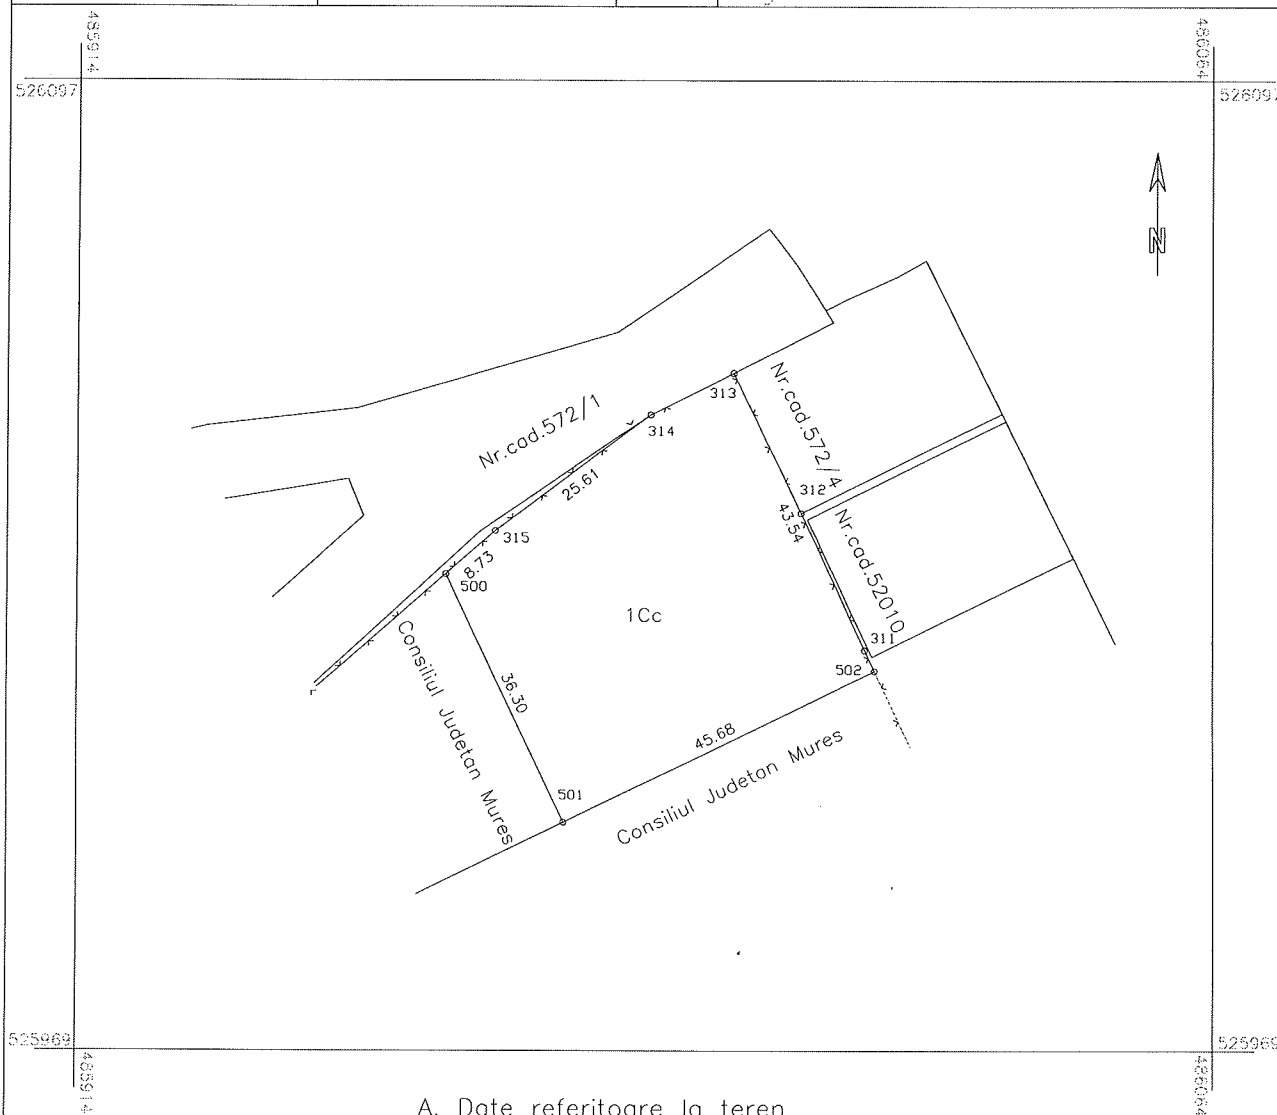 485914
486064
526097
526097
N
313
Nr.cad.572/4
Nr.cad.572/1
314
25.61
312
43.54
Nr.cad.52010
315
8.73
500
1Cc
311
502
Consiliul Judetan Mures
36.30
45.68
501
Consiliul Judetan Mures
525969
525969
485914
486064
A. Date referitoare la teren